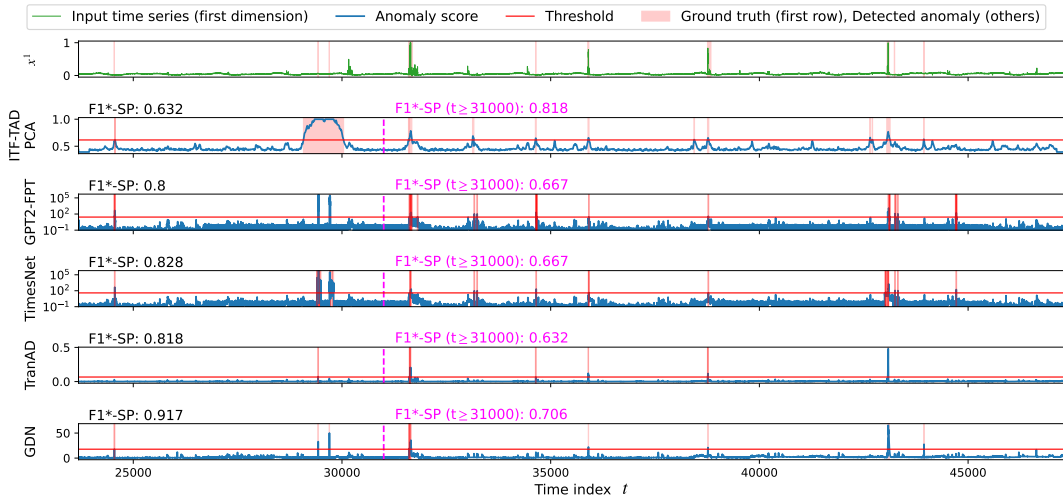 Input time series (first dimension) Anomaly score Threshold Ground truth (first row), Detected anomaly (others)
1
0
x¹
F1*-SP: 0.632 F1*-SP (t≥31000): 0.818
1.0
0.5
ITF-TAD
PCA
F1*-SP: 0.8 F1*-SP (t≥31000): 0.667
10⁵
10²
10⁻¹
GPT2-FPT
F1*-SP: 0.828 F1*-SP (t≥31000): 0.667
10⁵
10²
10⁻¹
TimesNet
F1*-SP: 0.818 F1*-SP (t≥31000): 0.632
0.5
0.0
TranAD
F1*-SP: 0.917 F1*-SP (t≥31000): 0.706
50
0
GDN
25000 30000 35000 40000 45000
Time index t